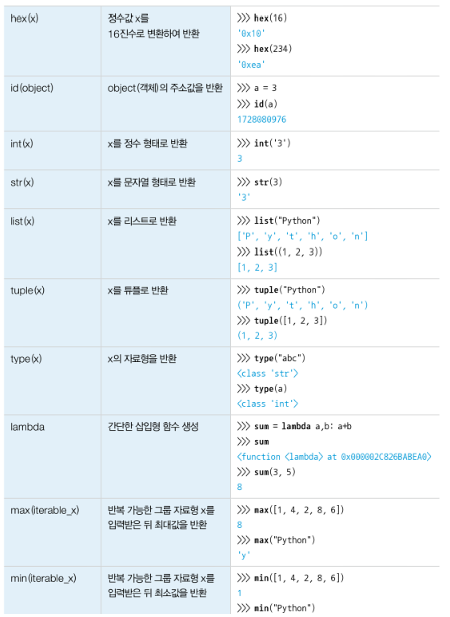 hex(x)
정수값 x를
16진수로 변환하여 반환
>>> hex(16)
'0x10'
>>> hex(234)
'0xea'
id(object)
object(객체)의 주소값을 반환
>>> a = 3
>>> id(a)
1728080976
int(x)
x를 정수 형태로 반환
>>> int('3')
3
str(x)
x를 문자열 형태로 반환
>>> str(3)
'3'
list(x)
x를 리스트로 반환
>>> list("Python")
['P', 'y', 't', 'h', 'o', 'n']
>>> list((1, 2, 3))
[1, 2, 3]
tuple(x)
x를 튜플로 반환
>>> tuple("Python")
('P', 'y', 't', 'h', 'o', 'n')
>>> tuple([1, 2, 3])
(1, 2, 3)
type(x)
x의 자료형을 반환
>>> type("abc")
<class 'str'>
>>> type(a)
<class 'int'>
lambda
간단한 삽입형 함수 생성
>>> sum = lambda a,b: a+b
>>> sum
<function <lambda> at 0x000002C826BABEA0>
>>> sum(3, 5)
8
max(iterable_x)
반복 가능한 그룹 자료형 x를
입력받은 뒤 최대값을 반환
>>> max([1, 4, 2, 8, 6])
8
>>> max("Python")
'y'
min(iterable_x)
반복 가능한 그룹 자료형 x를
입력받은 뒤 최소값을 반환
>>> min([1, 4, 2, 8, 6])
1
>>> min("Python")